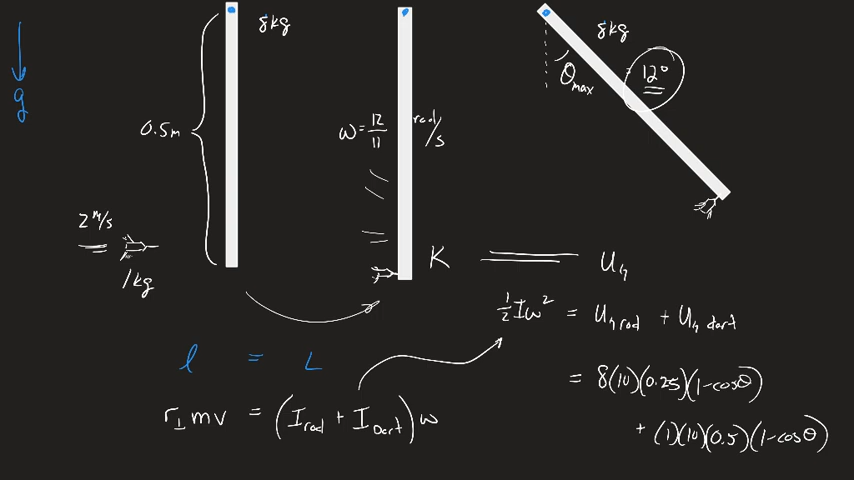 g
0.5m
2 m/s
1kg
8kg
ω = 12/11 rad/s
8kg
θmax = 12°
K = Ug
½Iω² = Ug rod + Ug dart
= 8(10)(0.25)(1-cosθ)
+ (1)(10)(0.5)(1-cosθ)
l = L
r⊥mv = (Irod + IDart)ω